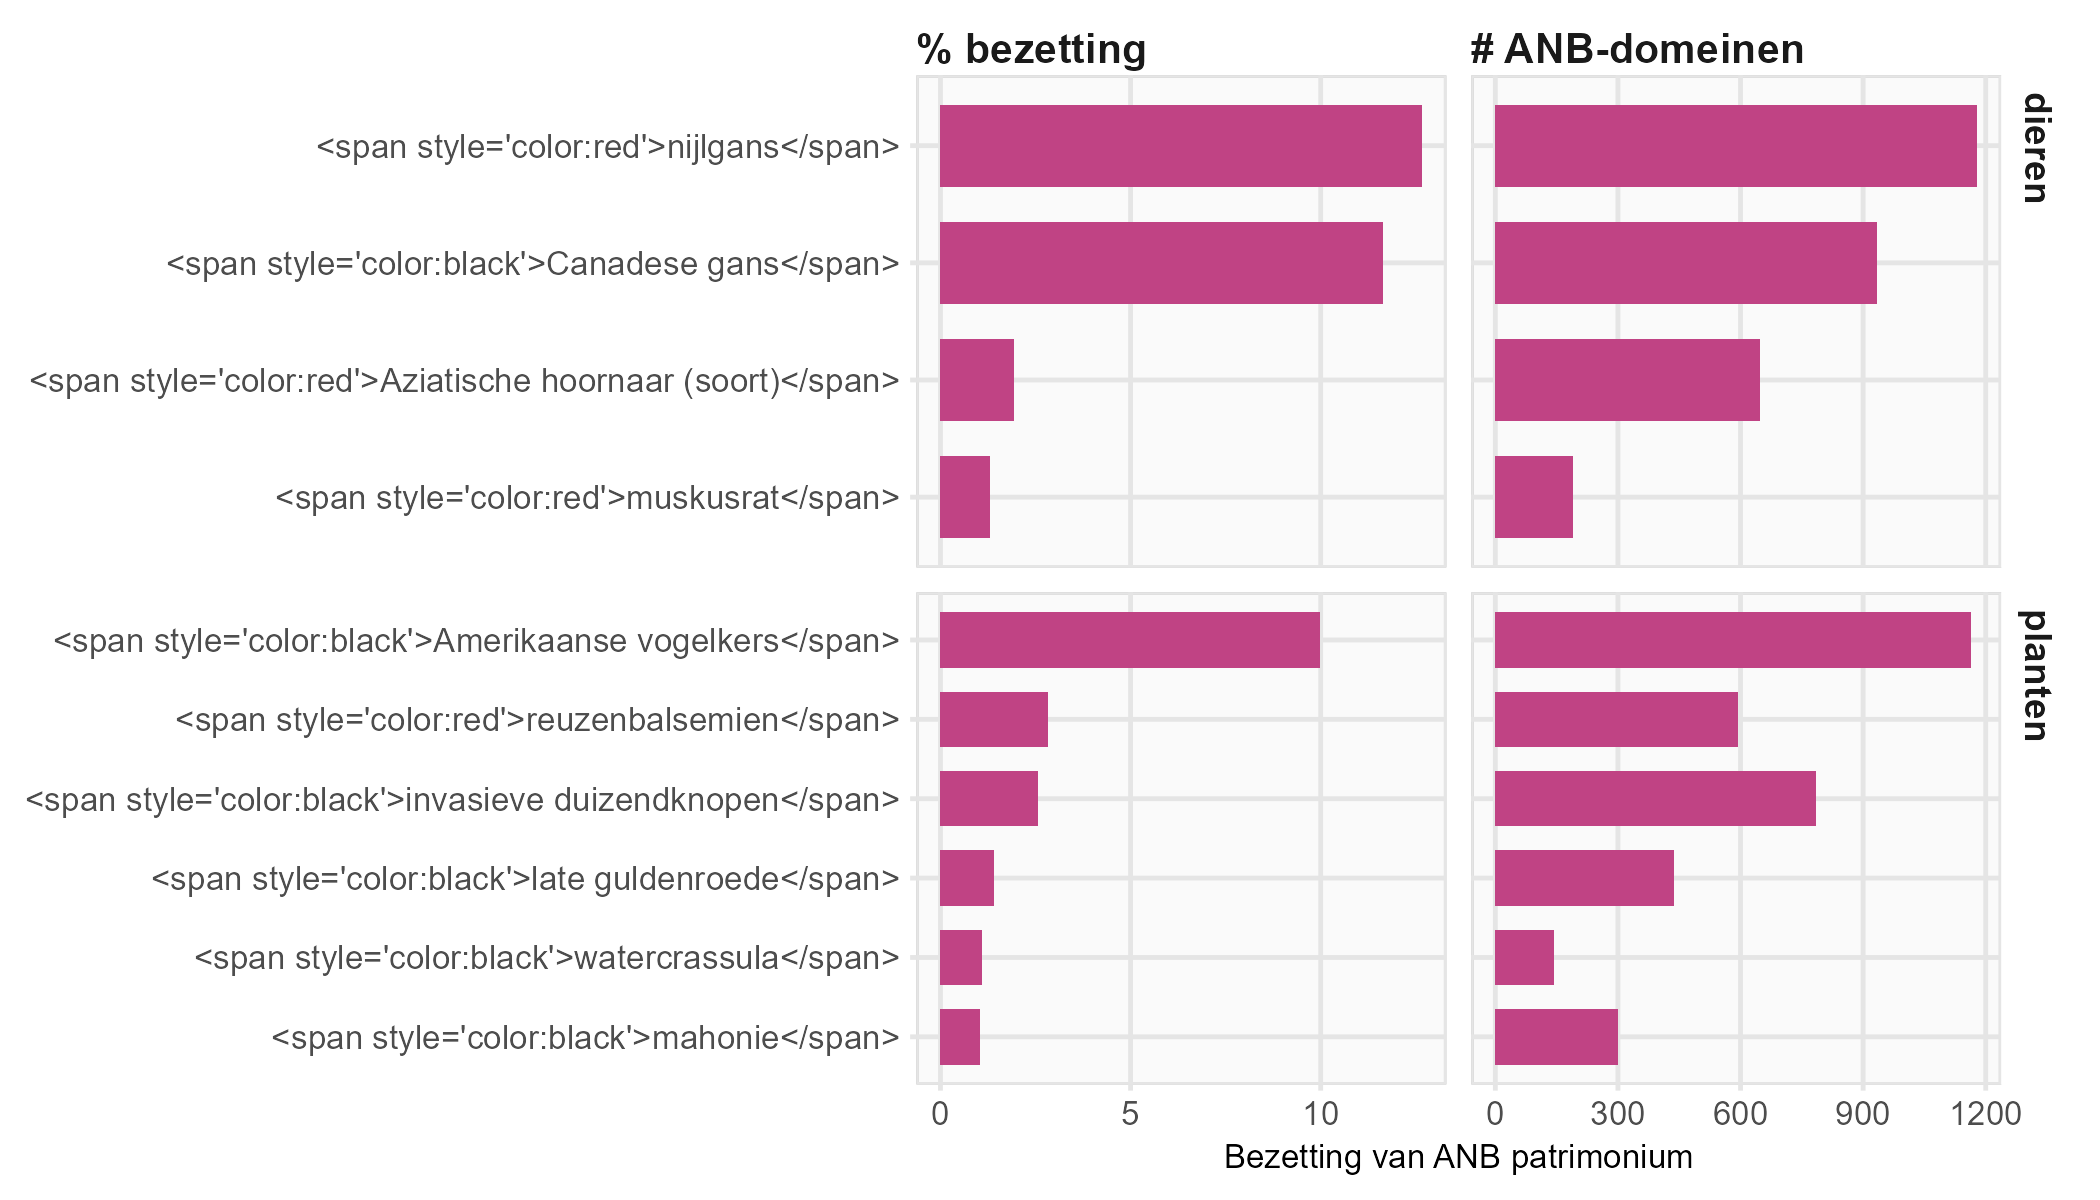 % bezetting
# ANB-domeinen
dieren
<span style='color:red'>nijlgans</span>
<span style='color:black'>Canadese gans</span>
<span style='color:red'>Aziatische hoornaar (soort)</span>
<span style='color:red'>muskusrat</span>
planten
<span style='color:black'>Amerikaanse vogelkers</span>
<span style='color:red'>reuzenbalsemien</span>
<span style='color:black'>invasieve duizendknopen</span>
<span style='color:black'>late guldenroede</span>
<span style='color:black'>watercrassula</span>
<span style='color:black'>mahonie</span>
0 5 10
0 300 600 900 1200
Bezetting van ANB patrimonium